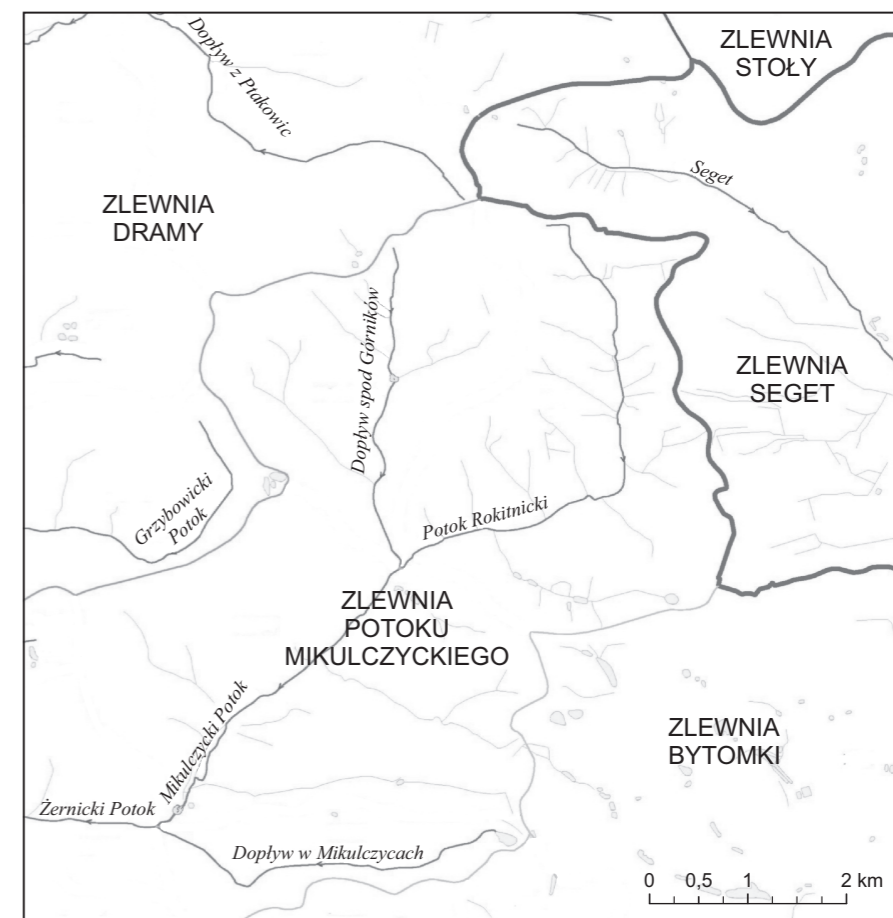 ZLEWNIA
STOŁY
Dopływ z Ptakowic
Seget
ZLEWNIA
DRAMY
Dopływ spod Górników
ZLEWNIA
SEGET
Grzybowicki
Potok
Potok Rokitnicki
ZLEWNIA
POTOKU
MIKULCZYCKIEGO
Mikulczycki Potok
ZLEWNIA
BYTOMKI
Żernicki Potok
Dopływ w Mikulczycach
0 0,5 1 2 km